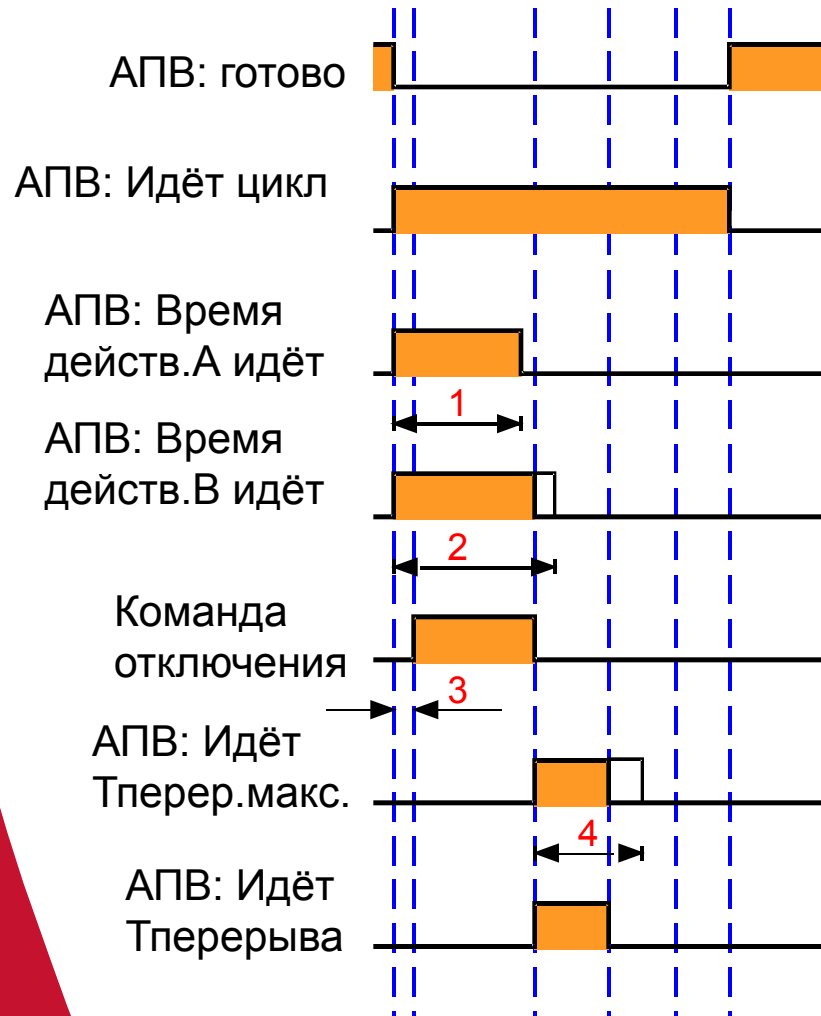 АПВ: готово
АПВ: Идёт цикл
АПВ: Время
действ.А идёт
1
АПВ: Время
действ.В идёт
2
Команда
отключения
3
АПВ: Идёт
Тперер.макс.
4
АПВ: Идёт
Тперерыва